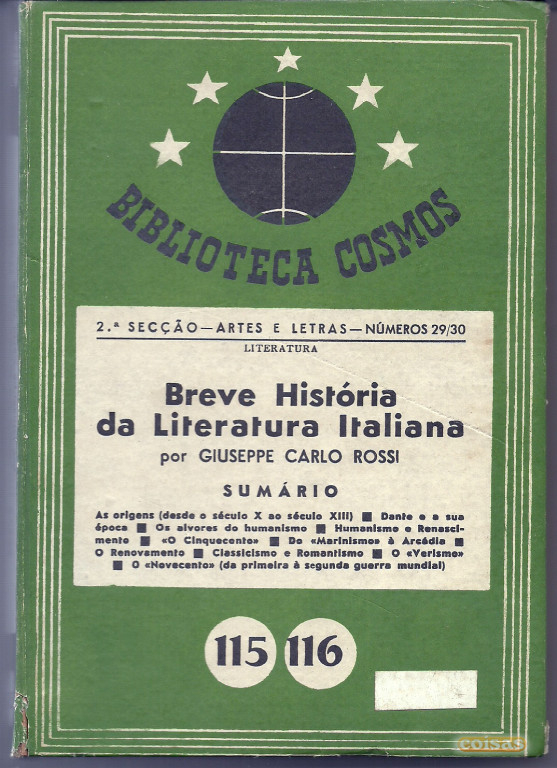 BIBLIOTECA COSMOS
2.ª SECÇÃO—ARTES E LETRAS—NÚMEROS 29/30
LITERATURA
Breve História
da Literatura Italiana
por GIUSEPPE CARLO ROSSI
SUMÁRIO
As origens (desde o século X ao século XIII) ■ Dante e a sua
época ■ Os alvores do humanismo ■ Humanismo e Renasci-
mento ■ «O Cinquecento» ■ Do «Marinismo» à Arcádia ■
O Renovamento ■ Classicismo e Romantismo ■ O «Verismo»
■ O «Novecento» (da primeira à segunda guerra mundial)
115 116
coisas